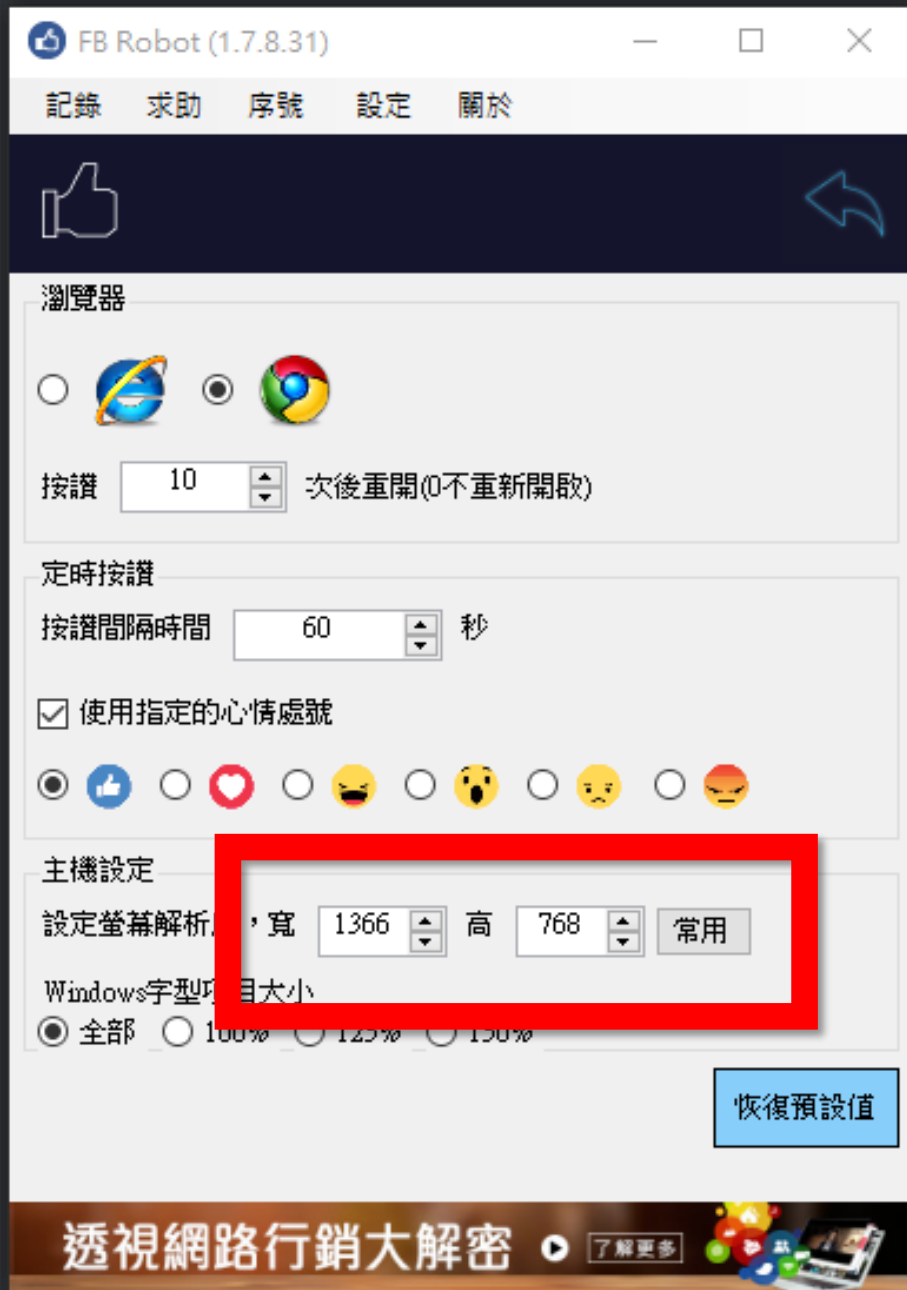 FB Robot (1.7.8.31)
記錄 求助 序號 設定 關於
瀏覽器
按讚 10 次後重開(0不重新開啟)
定時按讚
按讚間隔時間 60 秒
使用指定的心情處號
主機設定
設定螢幕解析 ,寬 1366 高 768 常用
Windows字型項目大小
全部 100% 125% 150%
恢復預設值
透視網路行銷大解密 了解更多